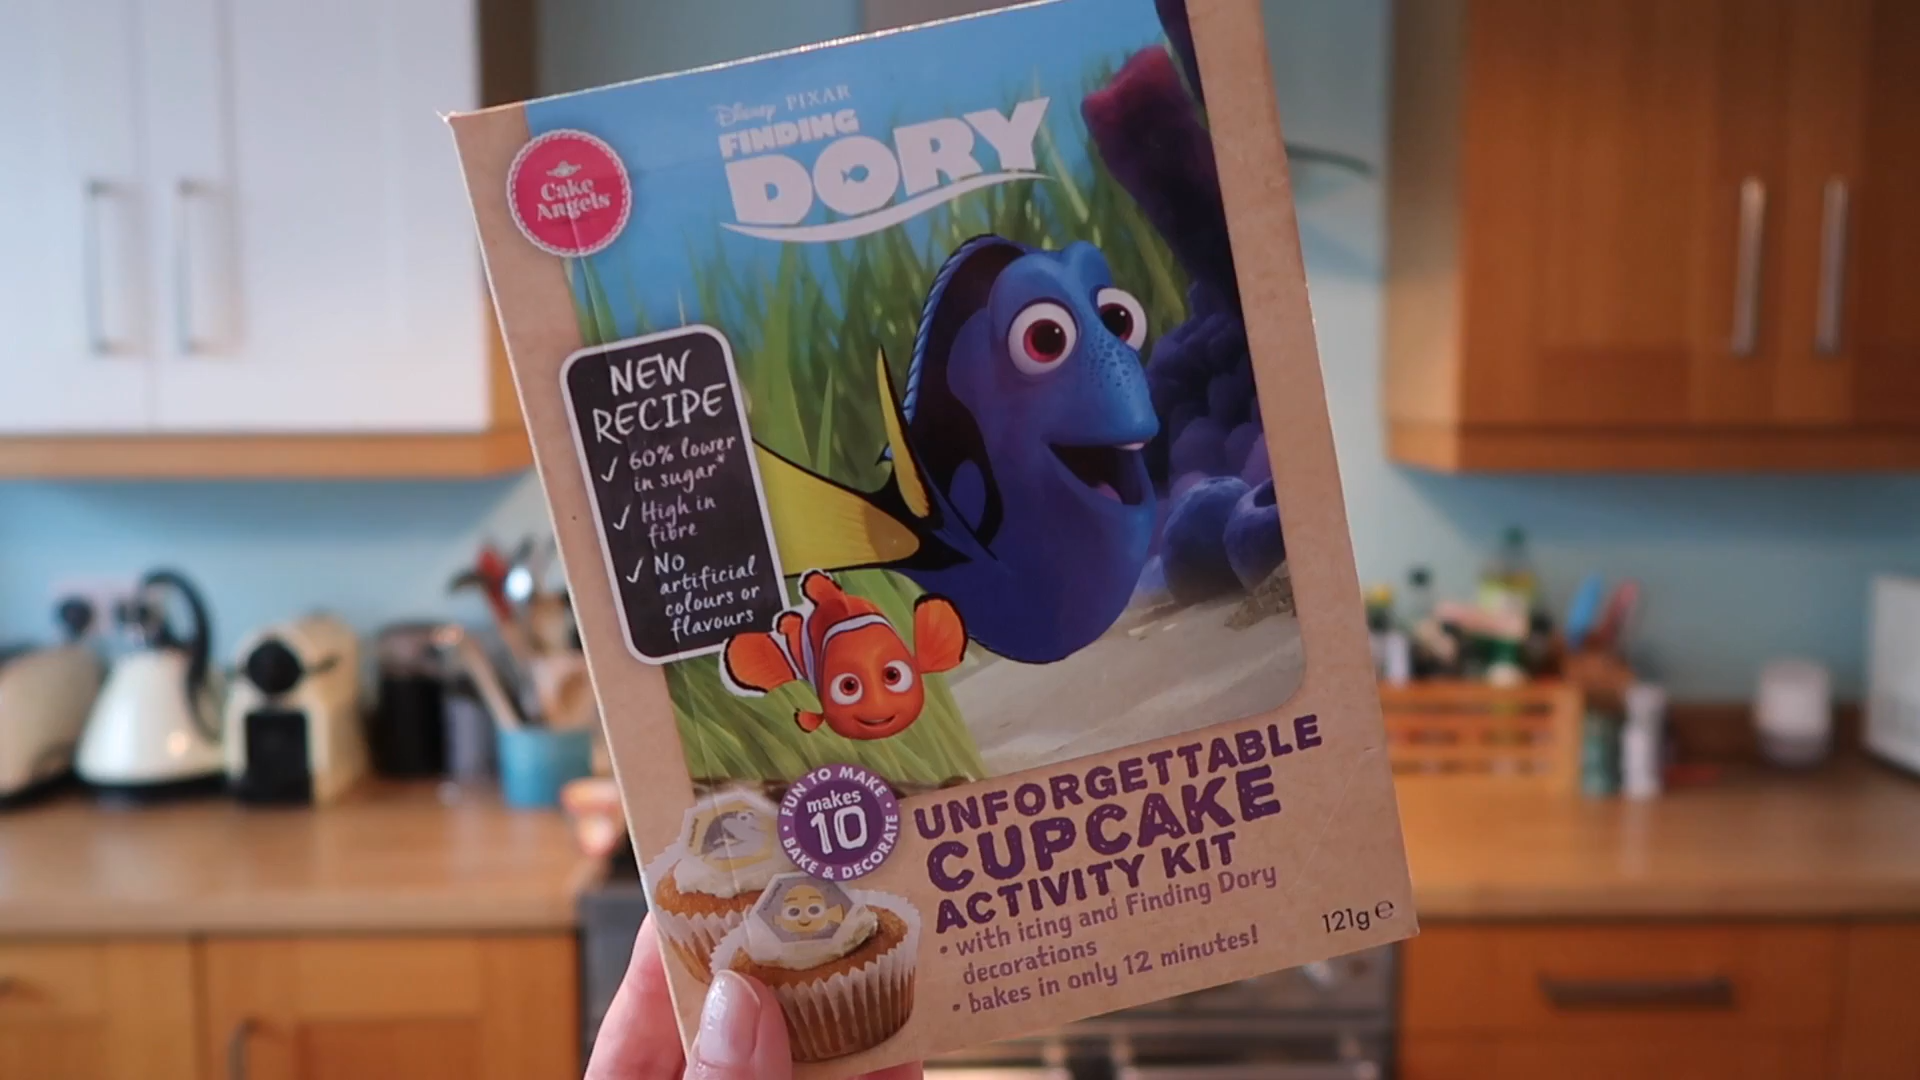 Disney PIXAR
FINDING
DORY
Cake
Angels
NEW
RECIPE
✓ 60% lower
in sugar*
✓ High in
fibre
✓ No
artificial
colours or
flavours
FUN TO MAKE
makes
10
BAKE & DECORATE
UNFORGETTABLE
CUPCAKE
ACTIVITY KIT
• with icing and Finding Dory
decorations
• bakes in only 12 minutes!
121g e